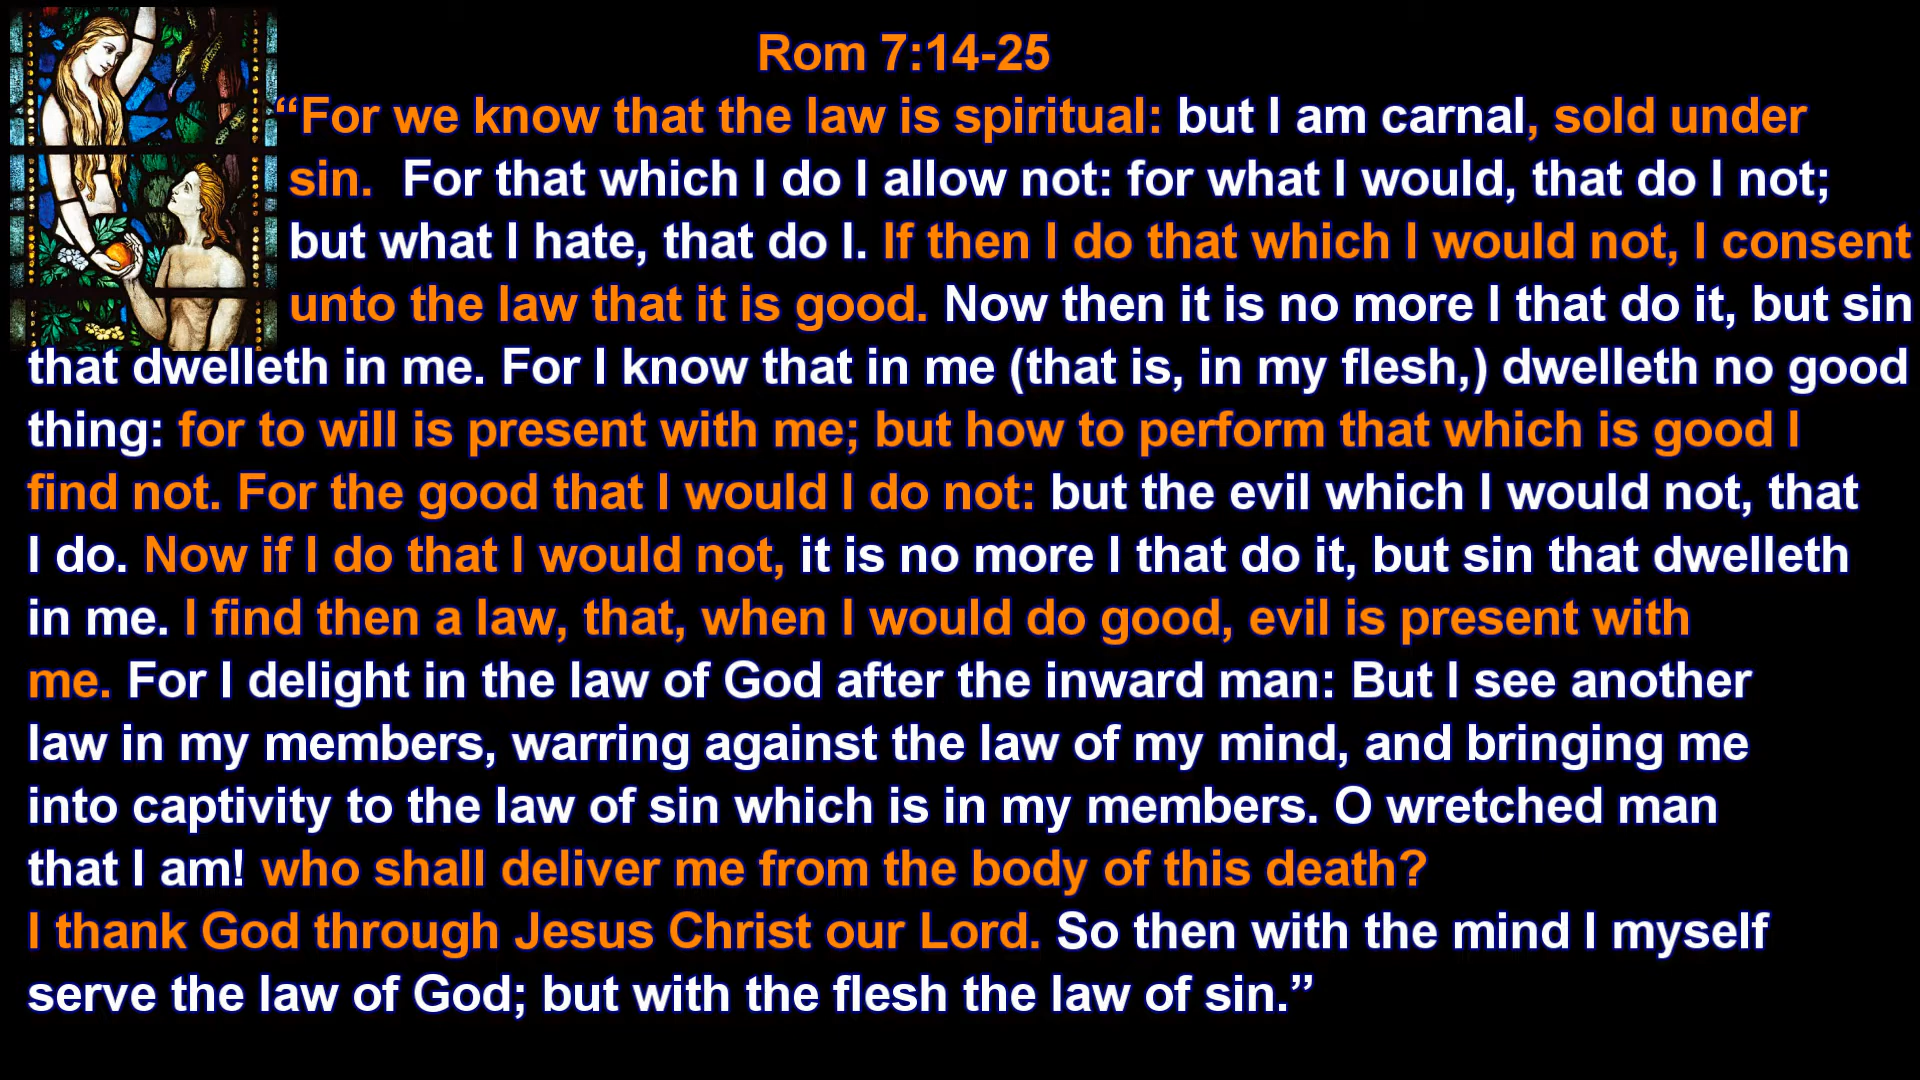 Rom 7:14-25
“For we know that the law is spiritual: but I am carnal, sold under
sin. For that which I do I allow not: for what I would, that do I not;
but what I hate, that do I. If then I do that which I would not, I consent
unto the law that it is good. Now then it is no more I that do it, but sin
that dwelleth in me. For I know that in me (that is, in my flesh,) dwelleth no good
thing: for to will is present with me; but how to perform that which is good I
find not. For the good that I would I do not: but the evil which I would not, that
I do. Now if I do that I would not, it is no more I that do it, but sin that dwelleth
in me. I find then a law, that, when I would do good, evil is present with
me. For I delight in the law of God after the inward man: But I see another
law in my members, warring against the law of my mind, and bringing me
into captivity to the law of sin which is in my members. O wretched man
that I am! who shall deliver me from the body of this death?
I thank God through Jesus Christ our Lord. So then with the mind I myself
serve the law of God; but with the flesh the law of sin.”